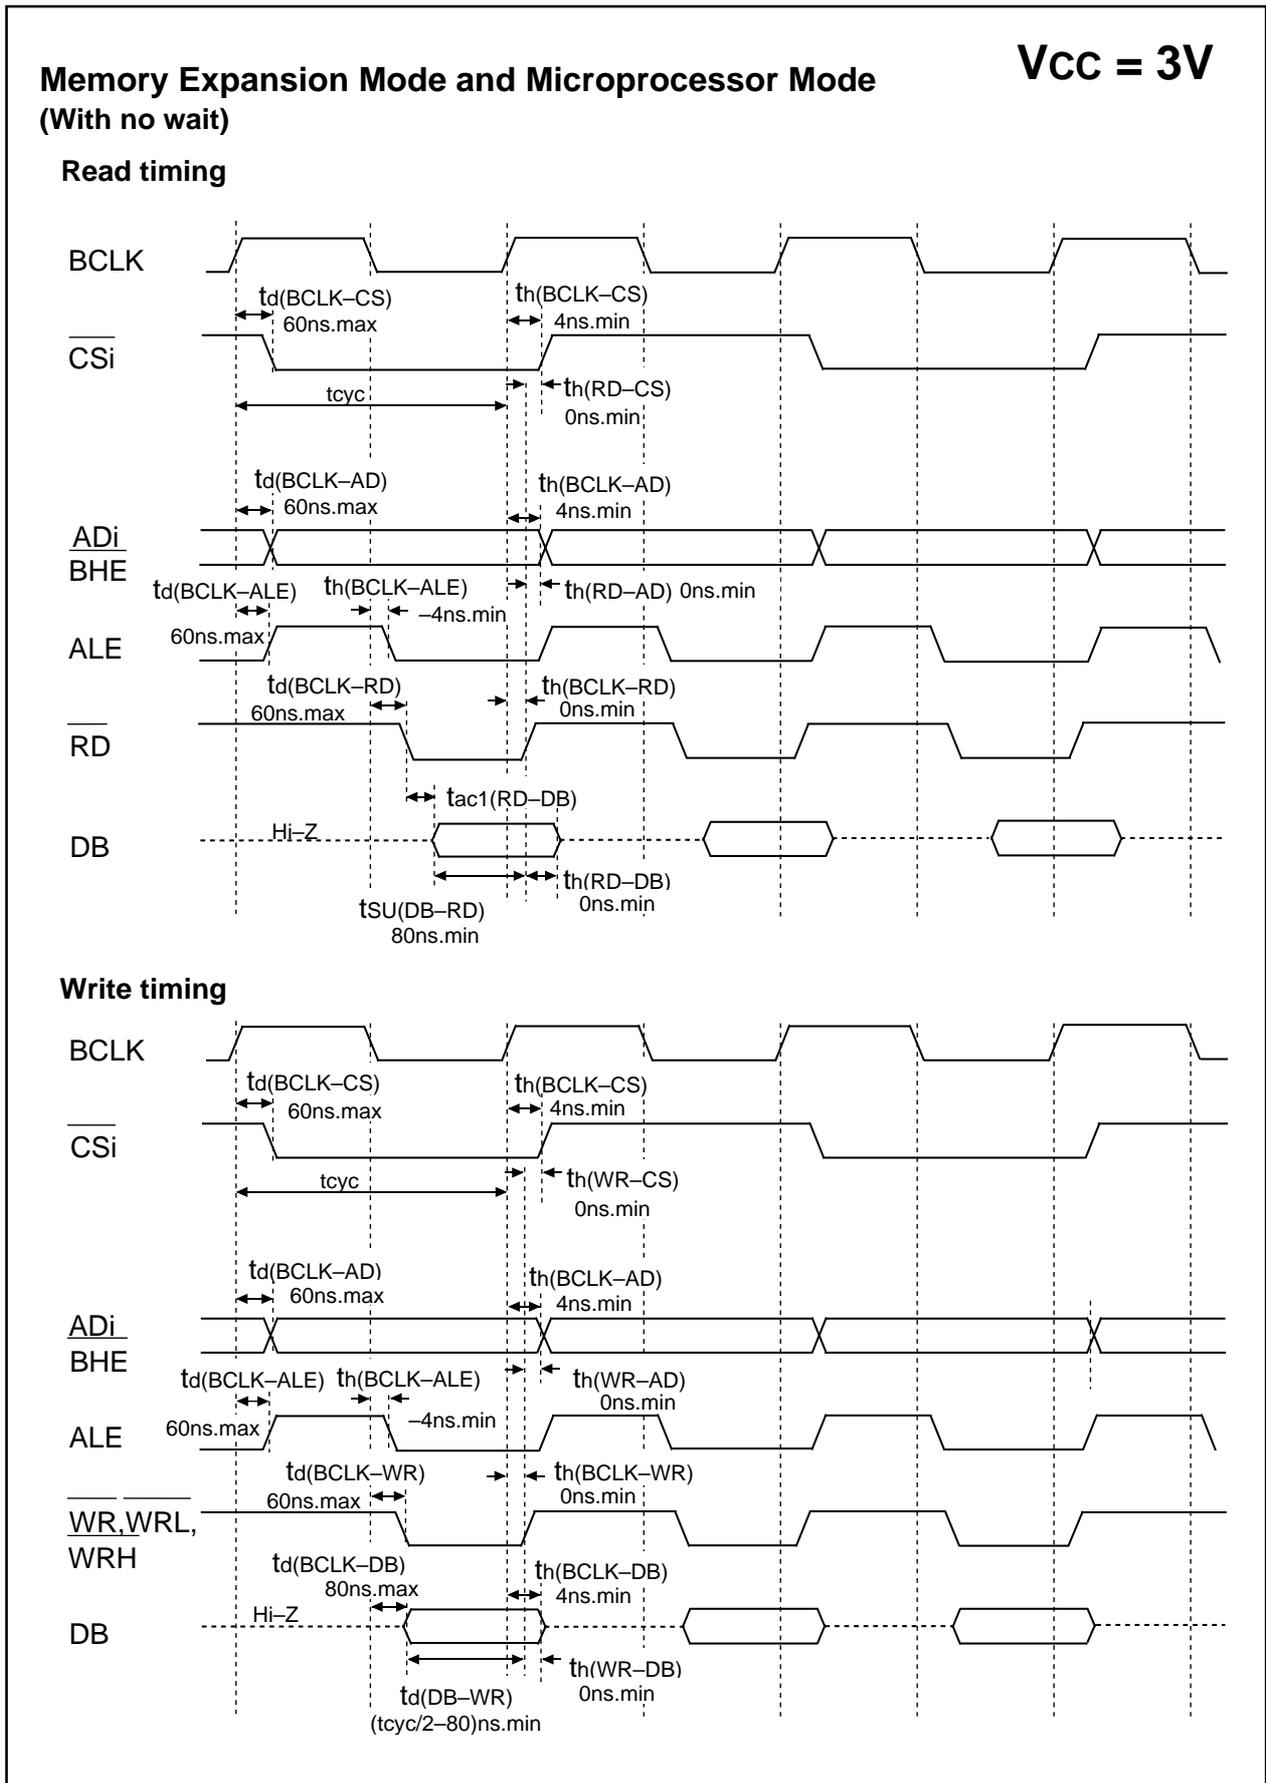 VCC = 3V
Memory Expansion Mode and Microprocessor Mode
(With no wait)
Read timing
BCLK
td(BCLK–CS)
60ns.max
th(BCLK–CS)
4ns.min
CSi
tcyc
th(RD–CS)
0ns.min
td(BCLK–AD)
60ns.max
th(BCLK–AD)
4ns.min
ADi
BHE
td(BCLK–ALE)
60ns.max
th(BCLK–ALE)
–4ns.min
th(RD–AD) 0ns.min
ALE
td(BCLK–RD)
60ns.max
th(BCLK–RD)
0ns.min
RD
tac1(RD–DB)
Hi–Z
DB
th(RD–DB)
0ns.min
tSU(DB–RD)
80ns.min
Write timing
BCLK
td(BCLK–CS)
60ns.max
th(BCLK–CS)
4ns.min
CSi
tcyc
th(WR–CS)
0ns.min
td(BCLK–AD)
60ns.max
th(BCLK–AD)
4ns.min
ADi
BHE
td(BCLK–ALE)
60ns.max
th(BCLK–ALE)
–4ns.min
th(WR–AD)
0ns.min
ALE
td(BCLK–WR)
60ns.max
th(BCLK–WR)
0ns.min
WR,WRL,
WRH
td(BCLK–DB)
80ns.max
th(BCLK–DB)
4ns.min
Hi–Z
DB
th(WR–DB)
0ns.min
td(DB–WR)
(tcyc/2–80)ns.min